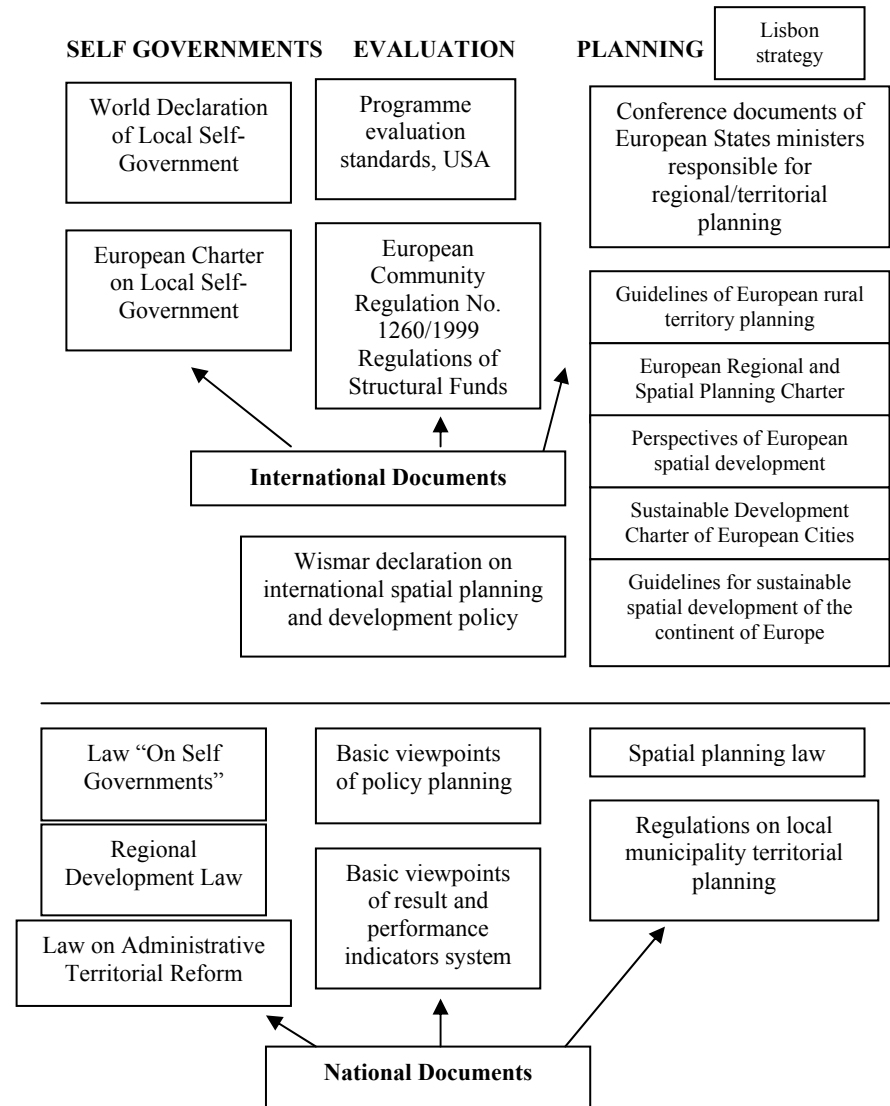 SELF GOVERNMENTS
EVALUATION
PLANNING
Lisbon
strategy
World Declaration
of Local Self-
Government
Programme
evaluation
standards, USA
Conference documents of
European States ministers
responsible for
regional/territorial
planning
European Charter
on Local Self-
Government
European
Community
Regulation No.
1260/1999
Regulations of
Structural Funds
Guidelines of European rural
territory planning
European Regional and
Spatial Planning Charter
Perspectives of European
spatial development
Sustainable Development
Charter of European Cities
Guidelines for sustainable
spatial development of the
continent of Europe
International Documents
Wismar declaration on
international spatial planning
and development policy
Law “On Self
Governments”
Regional
Development Law
Law on Administrative
Territorial Reform
Basic viewpoints
of policy planning
Basic viewpoints
of result and
performance
indicators system
Spatial planning law
Regulations on local
municipality territorial
planning
National Documents